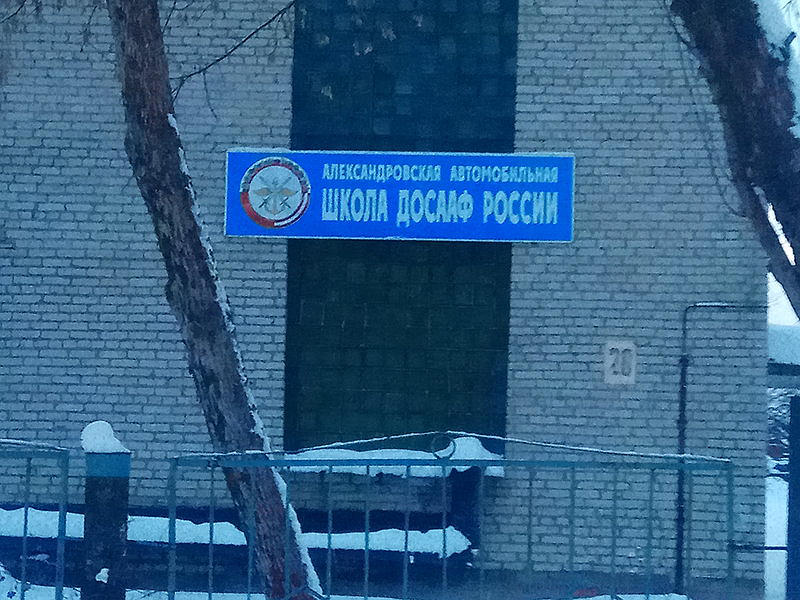 АЛЕКСАНДРОВСКАЯ АВТОМОБИЛЬНАЯ
ШКОЛА ДОСААФ РОССИИ
20